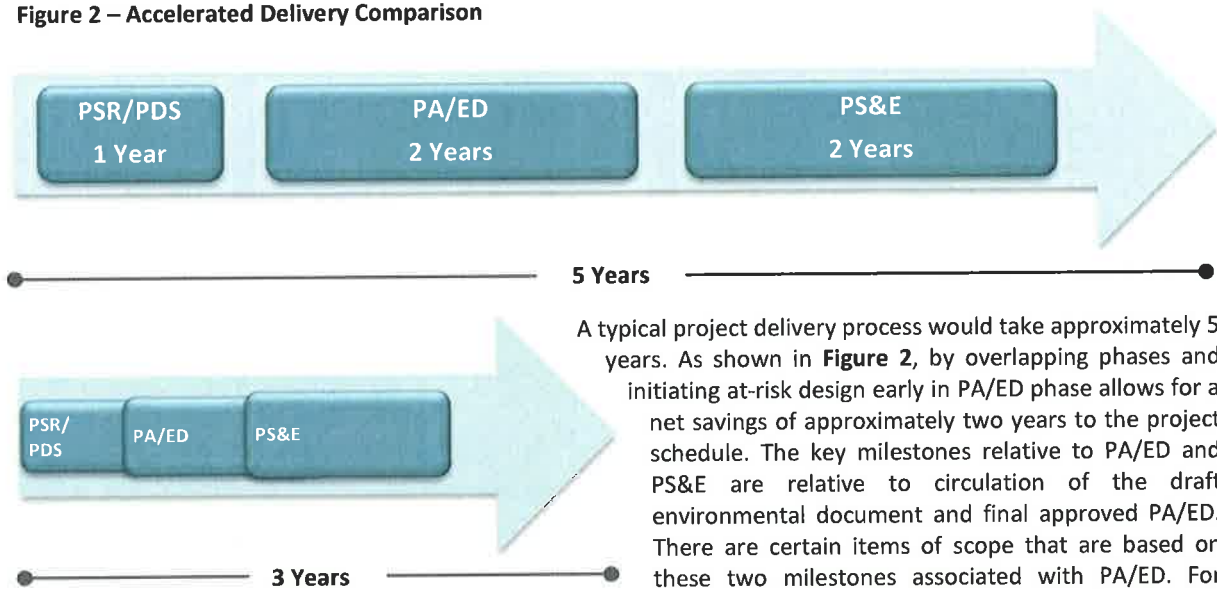 Figure 2 – Accelerated Delivery Comparison
PSR/PDS
1 Year
PA/ED
2 Years
PS&E
2 Years
5 Years
A typical project delivery process would take approximately 5
years. As shown in Figure 2, by overlapping phases and
initiating at-risk design early in PA/ED phase allows for a
net savings of approximately two years to the project
schedule. The key milestones relative to PA/ED and
PS&E are relative to circulation of the draft
environmental document and final approved PA/ED.
There are certain items of scope that are based on
these two milestones associated with PA/ED. For
PSR/
PDS
PA/ED
PS&E
3 Years